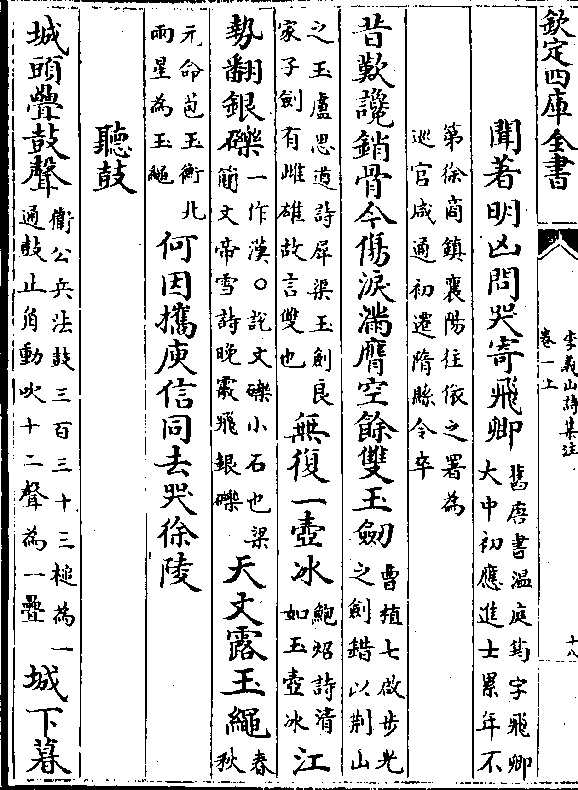 欽定四庫全書
李義山詩集注
卷一上
十八
聞著明凶問哭寄飛卿舊唐書溫庭筠字飛卿大中初應進士累年不
第徐商鎮襄陽往依之署為巡官咸通初遷隋縣令卒
昔歎讒銷骨今傷淚滿膺空餘雙玉劒曹植七啟步光之劍錯以荆山
之玉盧思道詩犀渠玉劍良家子劍有雌雄故言雙也無復一壺冰鮑炤詩清如玉壺冰江
勢翻銀礫一作漢○説文礫小石也梁簡文帝雪詩晚霰飛銀礫天文露玉繩春秋
元命苞玉衡北兩星為玉繩何因攜庾信同去哭徐陵
聽鼓
城頭疊鼓聲衛公兵法鼓三百三十三槌為一通鼓止角動吹十二聲為一疊城下暮